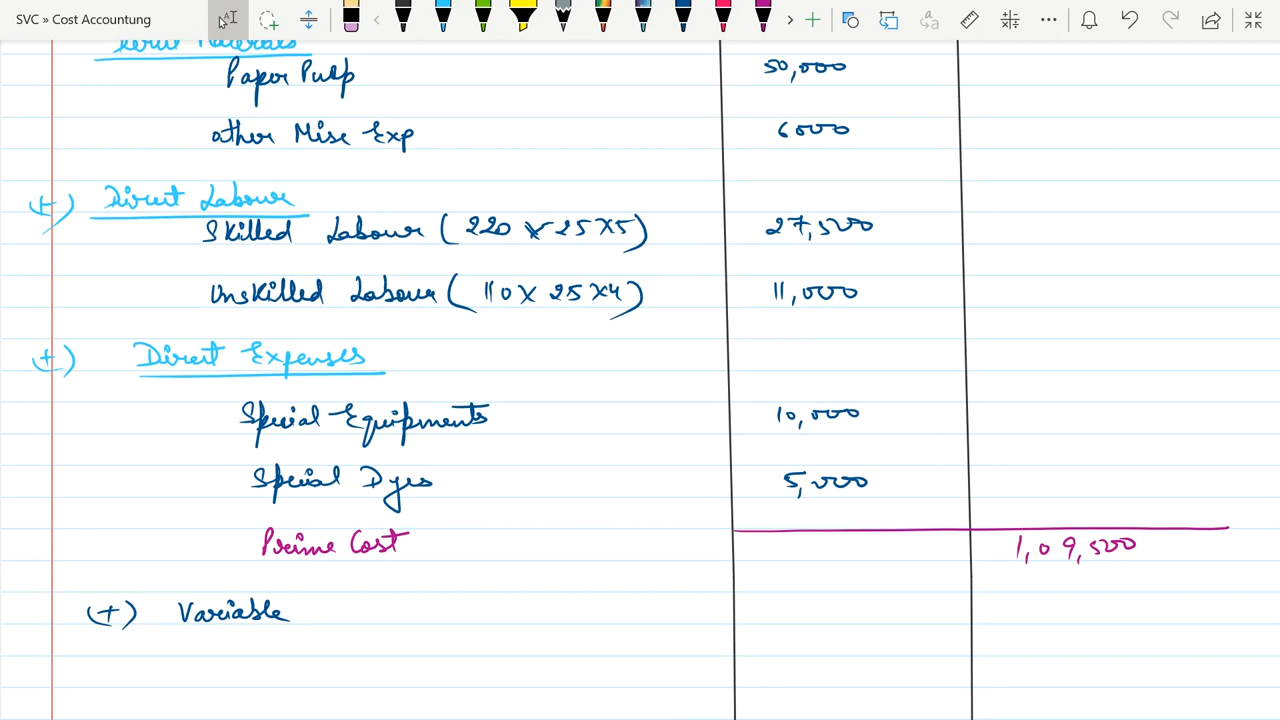 SVC » Cost Accountung
Materials
Paper Pulp 50,000
other Misc Exp 6000
(+) Direct Labour
Skilled Labour (220 x 25 x 5) 27,500
Unskilled Labour (110 x 25 x 4) 11,000
(+) Direct Expenses
Special Equipments 10,000
Special Dyes 5,000
Prime Cost 1,09,500
(+) Variable